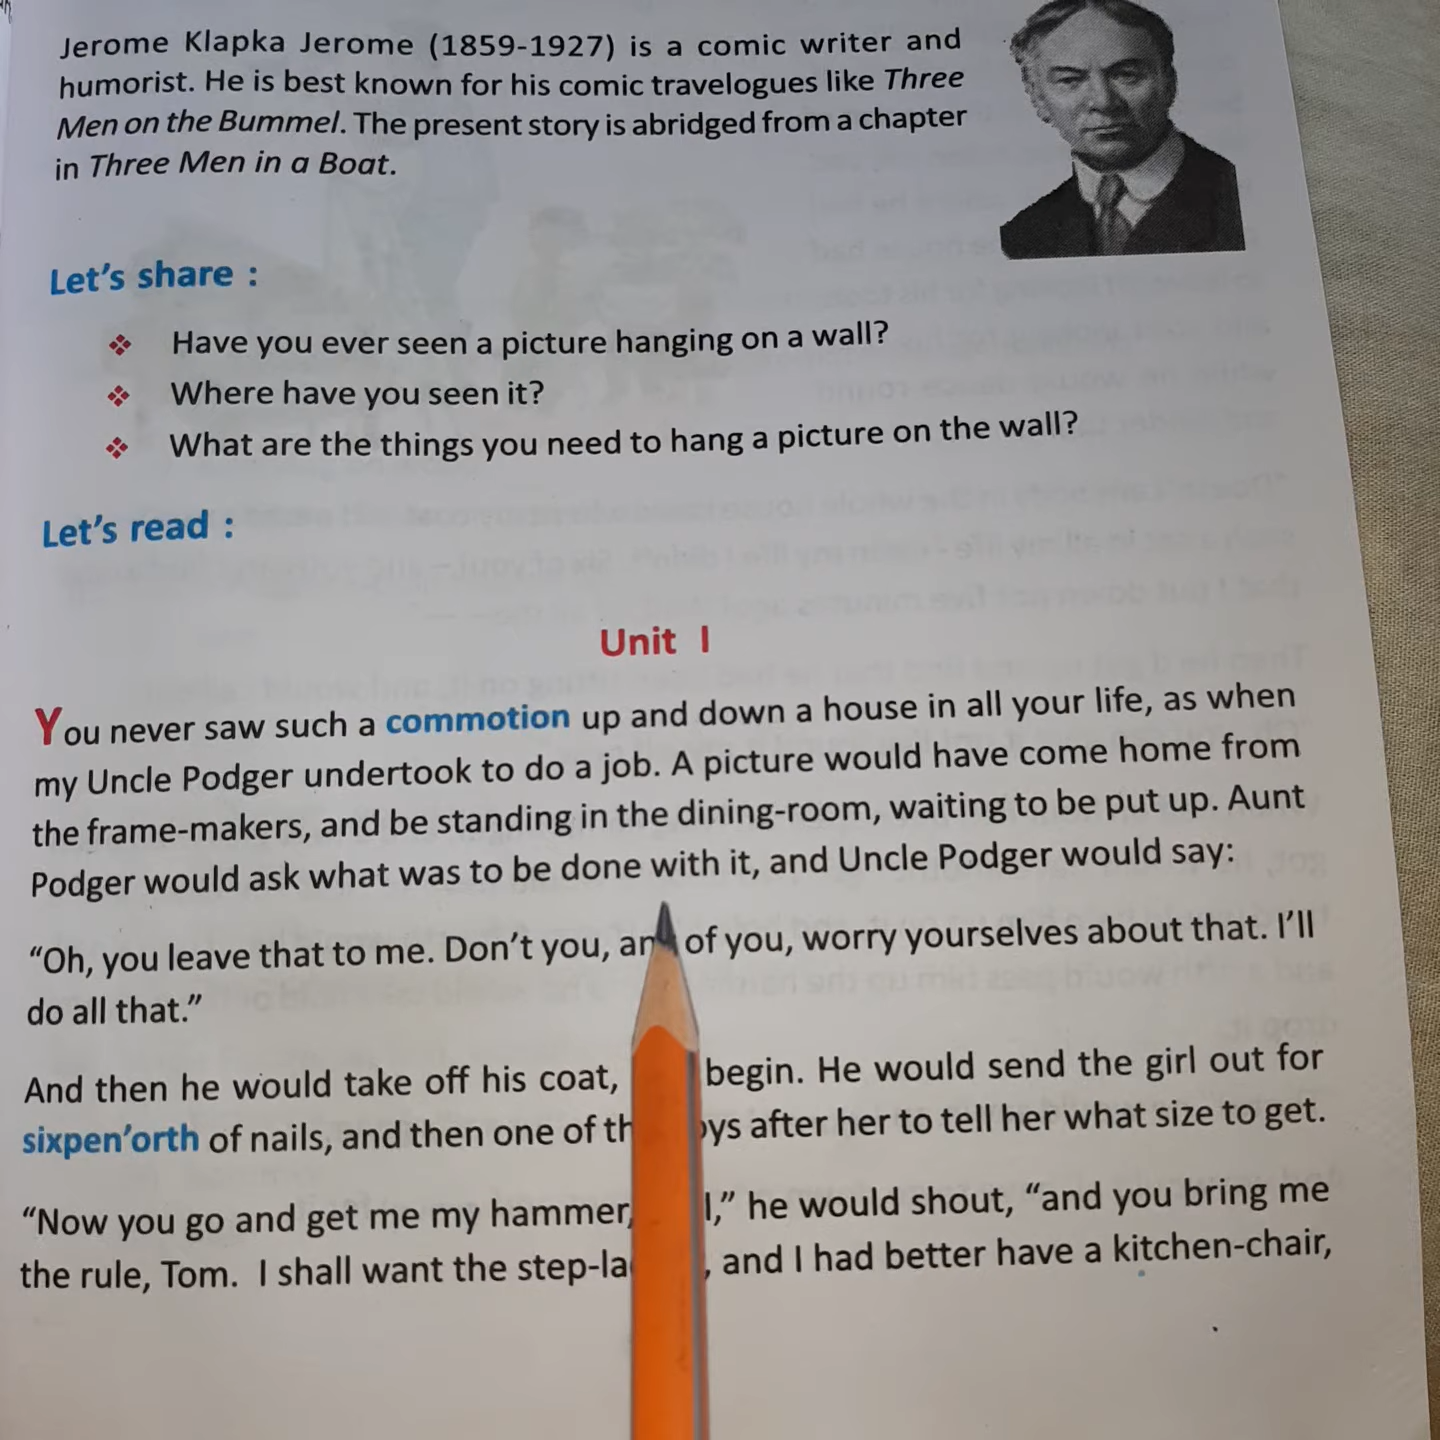 Jerome Klapka Jerome (1859-1927) is a comic writer and
humorist. He is best known for his comic travelogues like Three
Men on the Bummel. The present story is abridged from a chapter
in Three Men in a Boat.
Let's share :
Have you ever seen a picture hanging on a wall?
Where have you seen it?
What are the things you need to hang a picture on the wall?
Let's read :
Unit I
You never saw such a commotion up and down a house in all your life, as when
my Uncle Podger undertook to do a job. A picture would have come home from
the frame-makers, and be standing in the dining-room, waiting to be put up. Aunt
Podger would ask what was to be done with it, and Uncle Podger would say:
“Oh, you leave that to me. Don't you, of you, worry yourselves about that. I'll
do all that.”
And then he would take off his coat, begin. He would send the girl out for
sixpen'orth of nails, and then one of after her to tell her what size to get.
“Now you go and get me my hammer, he would shout, “and you bring me
the rule, Tom. I shall want the and I had better have a kitchen-chair,